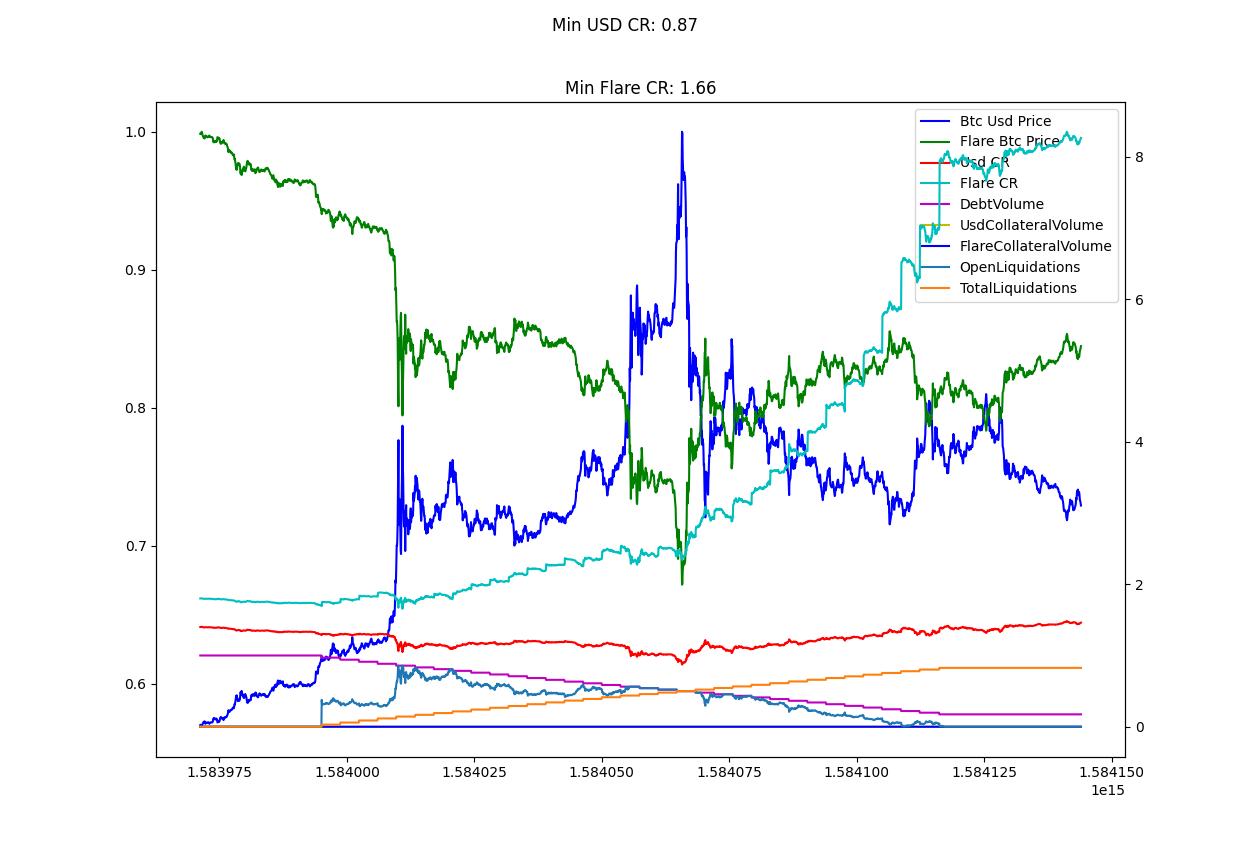 Min USD CR: 0.87
Min Flare CR: 1.66
1.0
0.9
0.8
0.7
0.6
Btc Usd Price
Flare Btc Price
Usd CR
Flare CR
DebtVolume
UsdCollateralVolume
FlareCollateralVolume
OpenLiquidations
TotalLiquidations
8
6
4
2
0
1.583975 1.584000 1.584025 1.584050 1.584075 1.584100 1.584125 1.584150
1e15